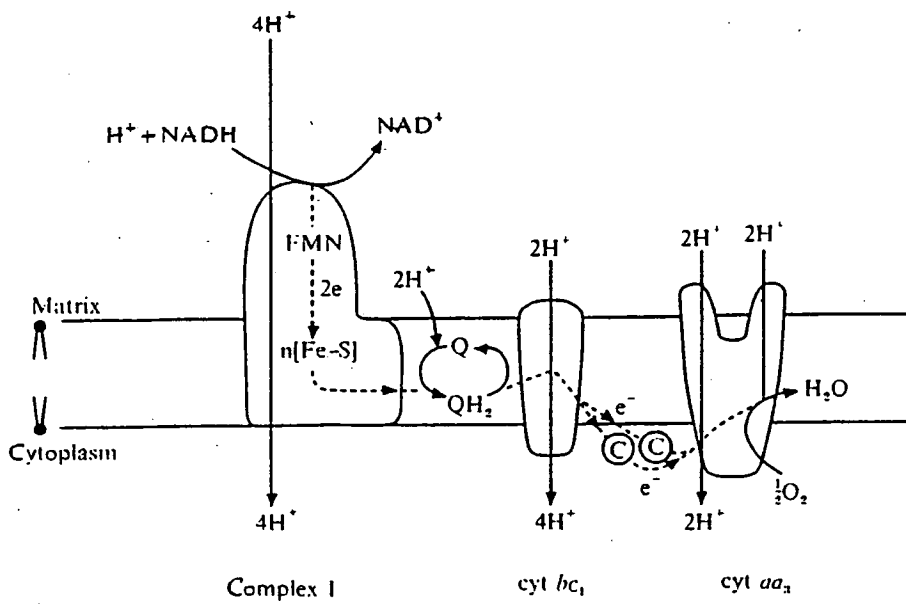 4H⁺
H⁺ + NADH
NAD⁺
FMN
2e
n[Fe-S]
2H⁺
Q
QH₂
2H⁺
2H⁺
2H⁺
Matrix
Cytoplasm
e⁻
C
C
e⁻
H₂O
½O₂
4H⁺
4H⁺
2H⁺
Complex I
cyt bc₁
cyt aa₃